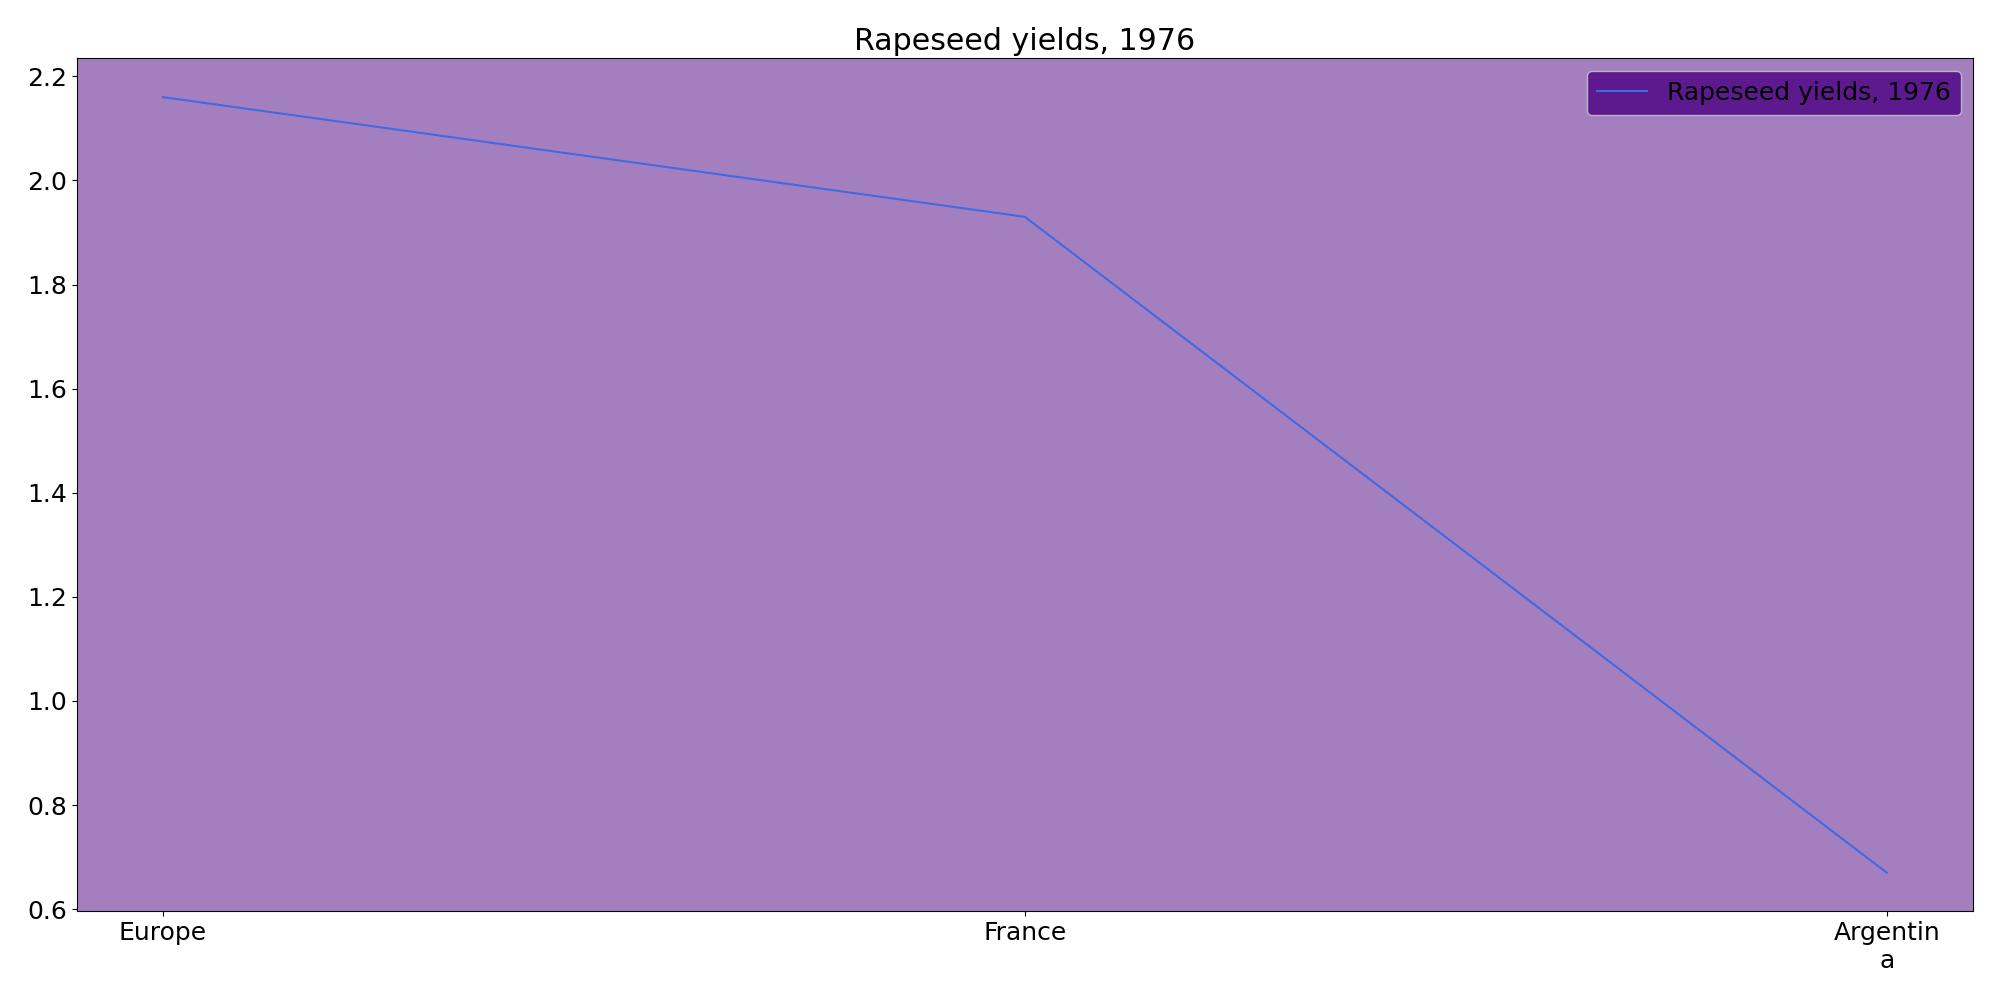 Rapeseed yields, 1976
Rapeseed yields, 1976
2.2
2.0
1.8
1.6
1.4
1.2
1.0
0.8
0.6
Europe
France
Argentin
a